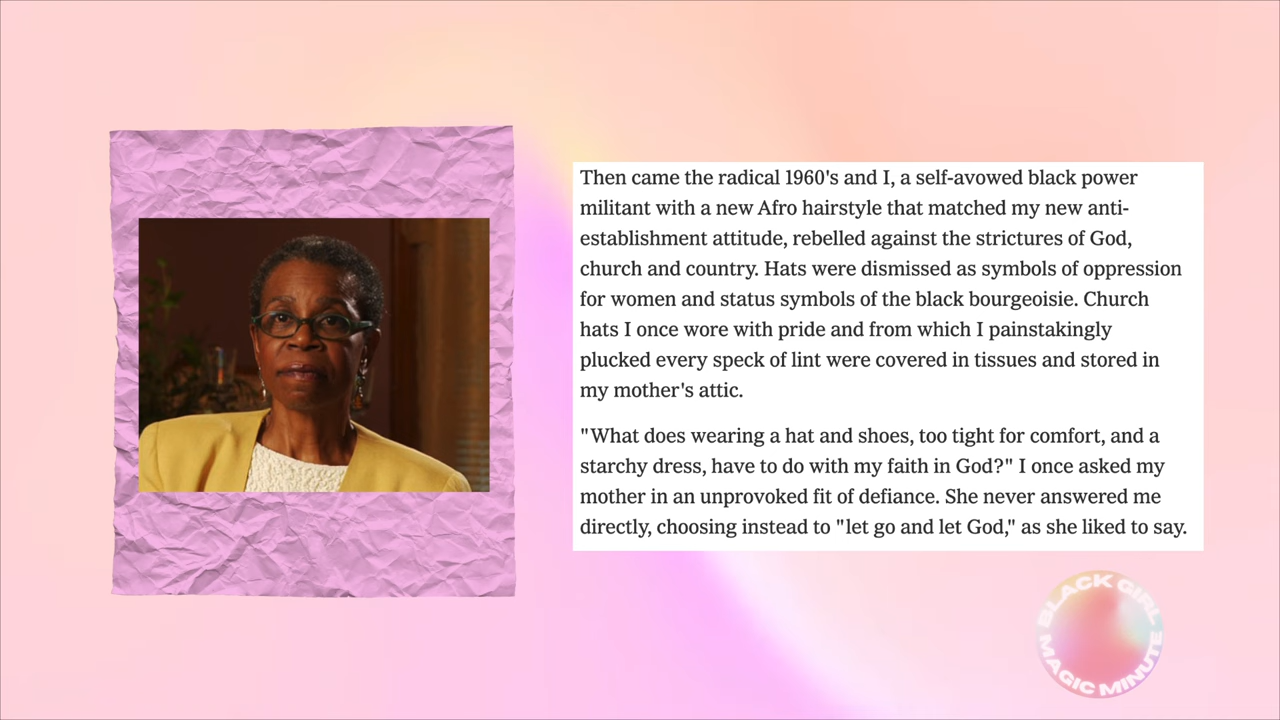 Then came the radical 1960's and I, a self-avowed black power
militant with a new Afro hairstyle that matched my new anti-
establishment attitude, rebelled against the strictures of God,
church and country. Hats were dismissed as symbols of oppression
for women and status symbols of the black bourgeoisie. Church
hats I once wore with pride and from which I painstakingly
plucked every speck of lint were covered in tissues and stored in
my mother's attic.
"What does wearing a hat and shoes, too tight for comfort, and a
starchy dress, have to do with my faith in God?" I once asked my
mother in an unprovoked fit of defiance. She never answered me
directly, choosing instead to "let go and let God," as she liked to say.
BLACK GIRL
MAGIC MINUTE